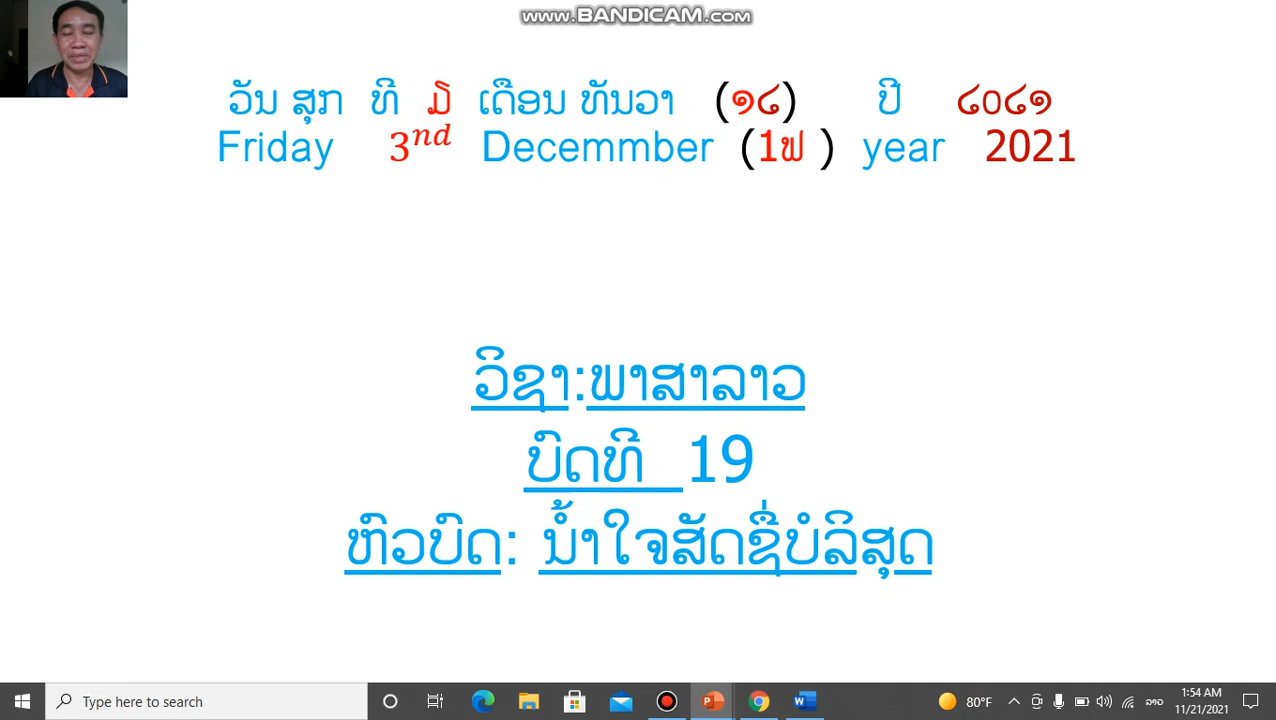 www.BANDICAM.com
ວັນ ສຸກ ທີ ໓ ເດືອນ ທັນວາ (໑໒) ປີ ໒໐໒໑
Friday 3nd Decemmber (1ຟ ) year 2021
ວິຊາ:ພາສາລາວ
ບົດທີ 19
ຫົວບົດ: ນ້ຳໃຈສັດຊື່ບໍລິສຸດ
Type here to search
80°F
ລາວ
1:54 AM
11/21/2021